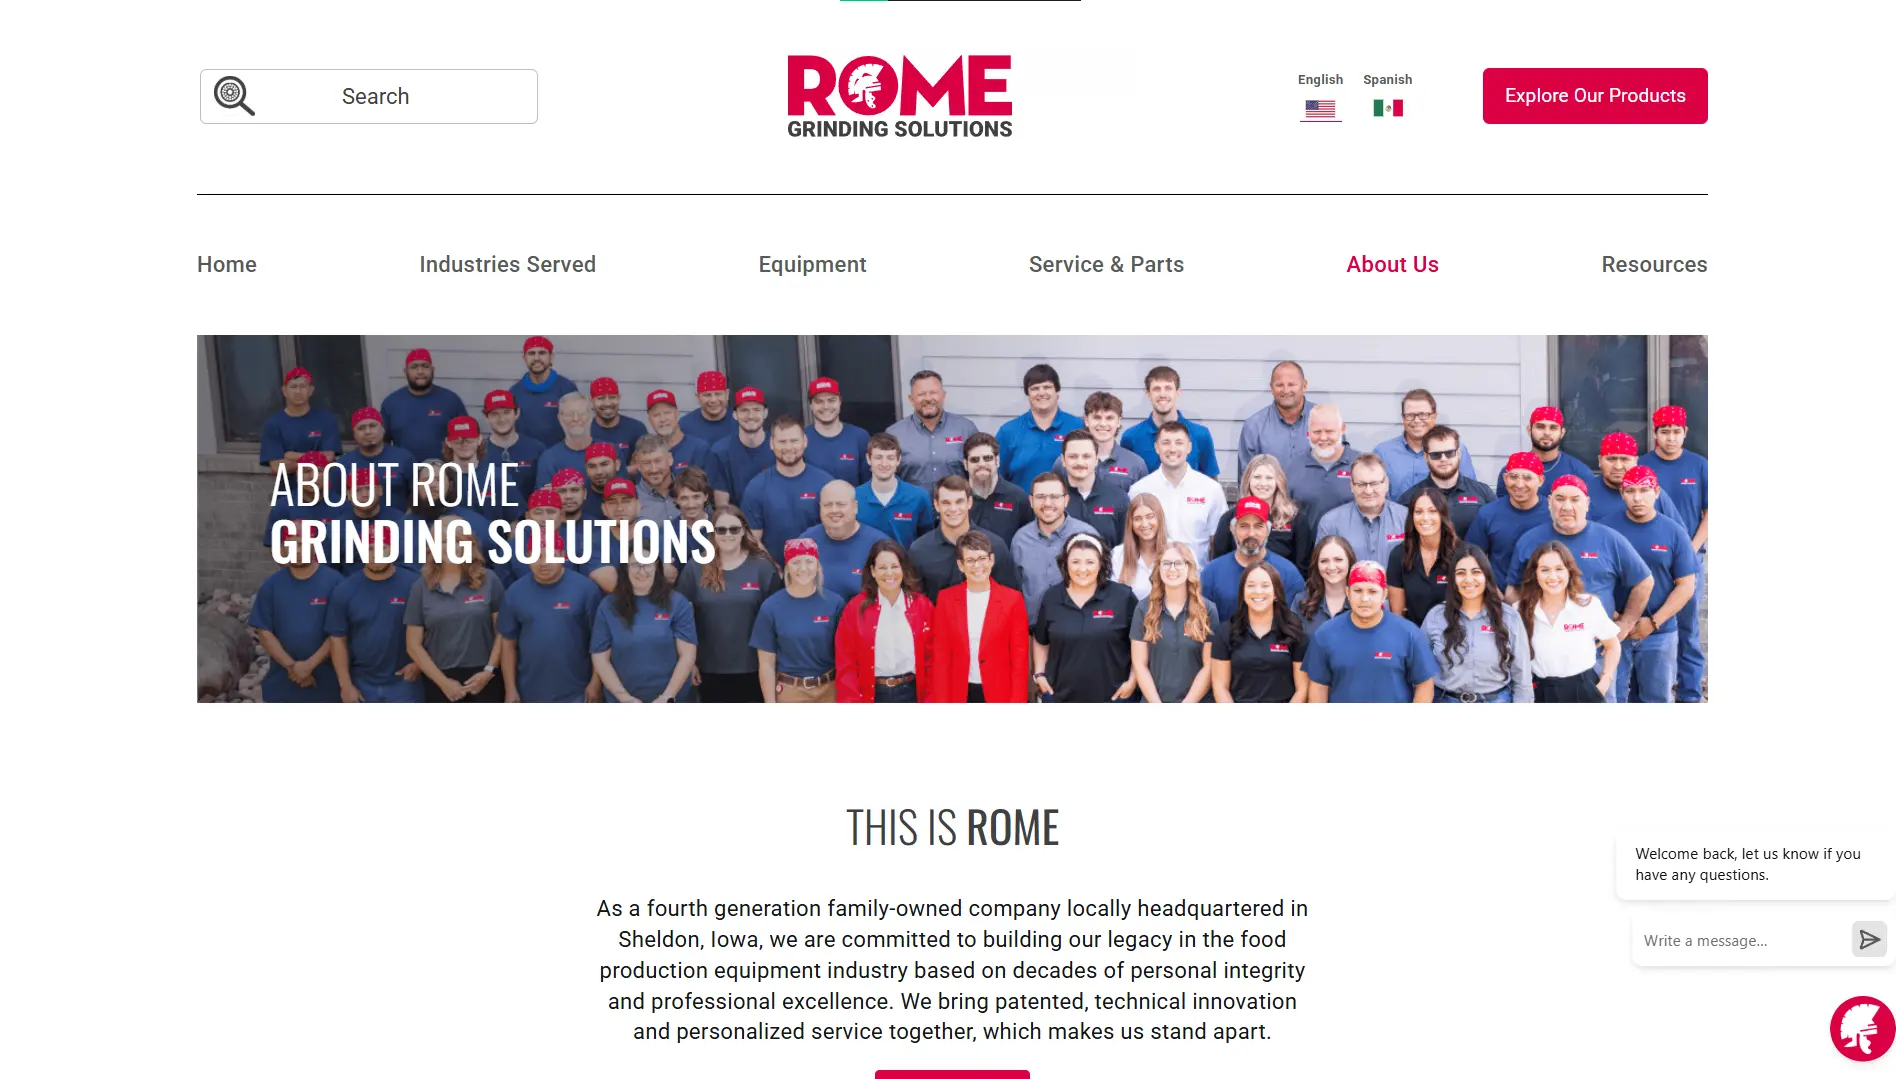 Search
ROME
GRINDING SOLUTIONS
English
Spanish
Explore Our Products
Home
Industries Served
Equipment
Service & Parts
About Us
Resources
ABOUT ROME
GRINDING SOLUTIONS
THIS IS ROME
As a fourth generation family-owned company locally headquartered in
Sheldon, Iowa, we are committed to building our legacy in the food
production equipment industry based on decades of personal integrity
and professional excellence. We bring patented, technical innovation
and personalized service together, which makes us stand apart.
Welcome back, let us know if you
have any questions.
Write a message...